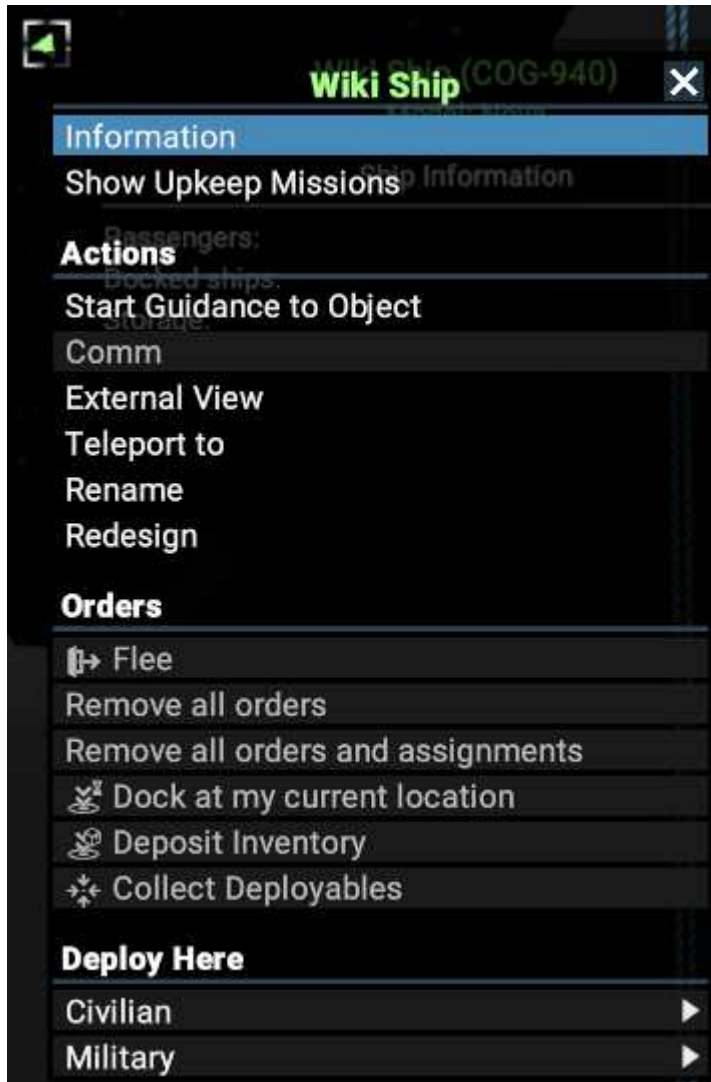 Wiki Ship (COG-940)
Wiki Ship
Information
Show Upkeep Missions
Ship Information
Passengers:
Actions
Docked ships:
Start Guidance to Object
Storage:
Comm
External View
Teleport to
Rename
Redesign
Orders
Flee
Remove all orders
Remove all orders and assignments
Dock at my current location
Deposit Inventory
Collect Deployables
Deploy Here
Civilian
Military